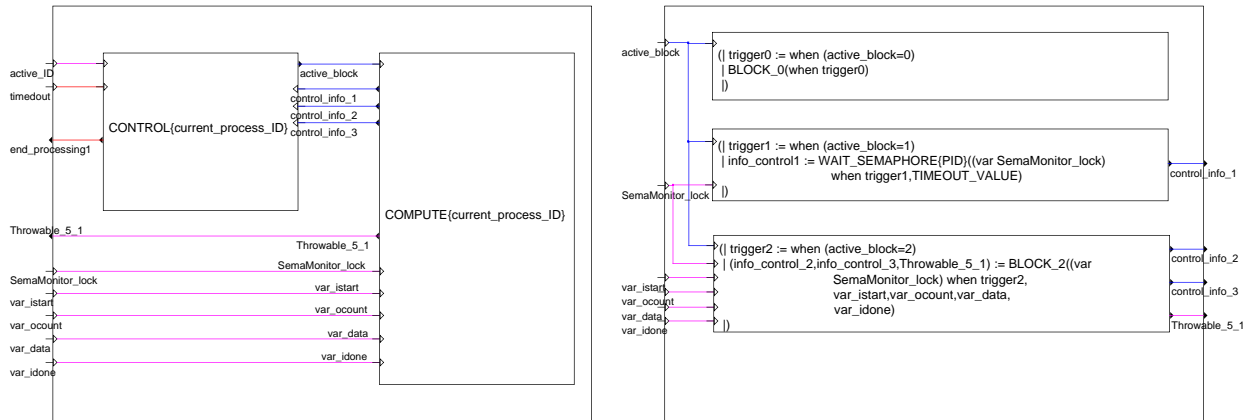 active_ID
timedout
end_processing1
CONTROL{current_process_ID}
active_block
control_info_1
control_info_2
control_info_3
COMPUTE{current_process_ID}
Throwable_5_1
Throwable_5_1
SemaMonitor_lock
SemaMonitor_lock
var_istart
var_istart
var_ocount
var_ocount
var_data
var_data
var_idone
var_idone
active_block
(| trigger0 := when (active_block=0)
| BLOCK_0(when trigger0)
|)
(| trigger1 := when (active_block=1)
| info_control1 := WAIT_SEMAPHORE{PID}((var SemaMonitor_lock)
when trigger1,TIMEOUT_VALUE)
|)
control_info_1
SemaMonitor_lock
(| trigger2 := when (active_block=2)
| (info_control_2,info_control_3,Throwable_5_1) := BLOCK_2((var
SemaMonitor_lock) when trigger2,
var_istart,var_ocount,var_data,
var_idone)
|)
control_info_2
control_info_3
Throwable_5_1
var_istart
var_ocount
var_data
var_idone